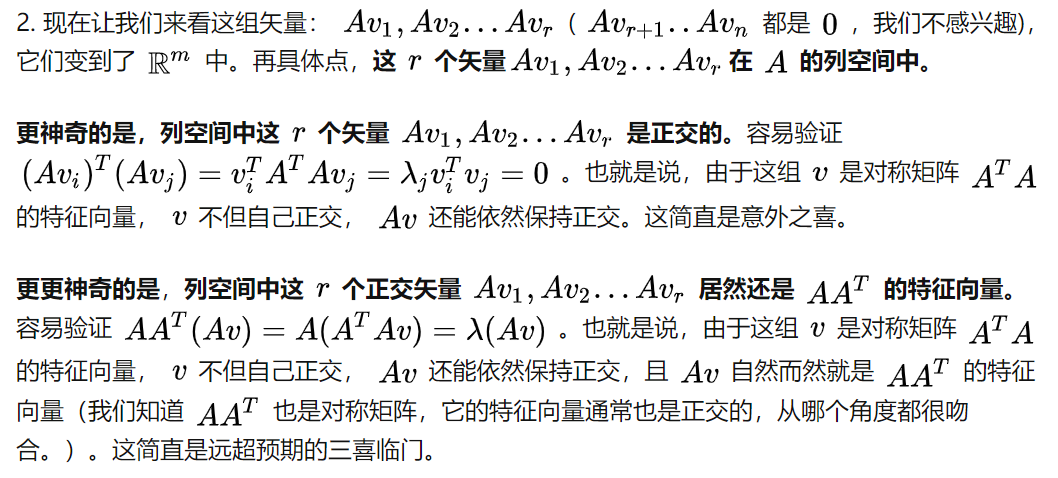 2. 现在让我们来看这组矢量： $Av_1, Av_2 \ldots Av_r$（ $Av_{r+1}..Av_n$ 都是 $0$ ，我们不感兴趣),
它们变到了 $\mathbb{R}^m$ 中。再具体点，这 $r$ 个矢量 $Av_1, Av_2 \ldots Av_r$ 在 $A$ 的列空间中。
更神奇的是，列空间中这 $r$ 个矢量 $Av_1, Av_2 \ldots Av_r$ 是正交的。容易验证
$(Av_i)^T(Av_j) = v_i^T A^T Av_j = \lambda_j v_i^T v_j = 0$ 。也就是说，由于这组 $v$ 是对称矩阵 $A^T A$
的特征向量， $v$ 不但自己正交， $Av$ 还能依然保持正交。这简直是意外之喜。
更更神奇的是，列空间中这 $r$ 个正交矢量 $Av_1, Av_2 \ldots Av_r$ 居然还是 $AA^T$ 的特征向量。
容易验证 $AA^T(Av) = A(A^T Av) = \lambda(Av)$ 。也就是说，由于这组 $v$ 是对称矩阵 $A^T A$
的特征向量， $v$ 不但自己正交， $Av$ 还能依然保持正交，且 $Av$ 自然而然就是 $AA^T$ 的特征
向量（我们知道 $AA^T$ 也是对称矩阵，它的特征向量通常也是正交的，从哪个角度都很吻
合。）。这简直是远超预期的三喜临门。